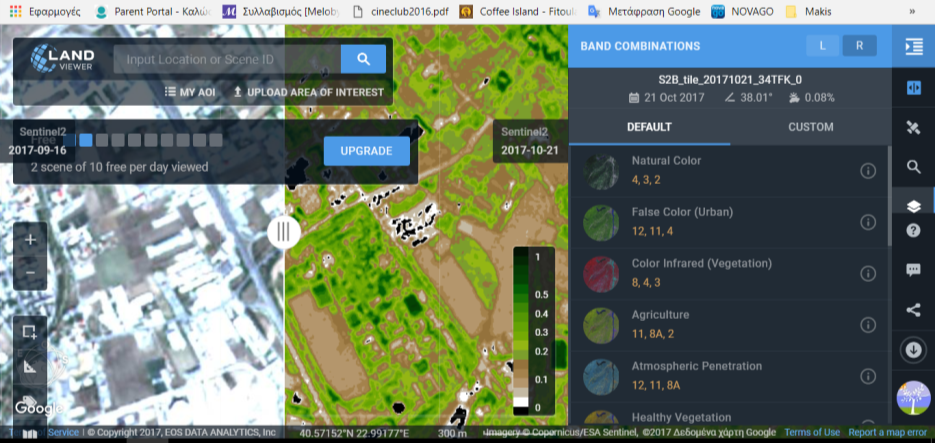 Εφαρμογές
Parent Portal - Καλώς
Συλλαβισμός [Melob
cineclub2016.pdf
Coffee Island - Fitoul
Μετάφραση Google
NOVAGO
Makis
»
LAND
VIEWER
Input Location or Scene ID
MY AOI
UPLOAD AREA OF INTEREST
Sentinel2
2017-09-16
Free
2 scene of 10 free per day viewed
UPGRADE
Sentinel2
2017-10-21
1
0.5
0.4
0.3
0.2
0.1
0
BAND COMBINATIONS
L
R
S2B_tile_20171021_34TFK_0
21 Oct 2017
38.01°
0.08%
DEFAULT
CUSTOM
Natural Color
4, 3, 2
False Color (Urban)
12, 11, 4
Color Infrared (Vegetation)
8, 4, 3
Agriculture
11, 8A, 2
Atmospheric Penetration
12, 11, 8A
Healthy Vegetation
Google
Service | © Copyright 2017, EOS DATA ANALYTICS, Inc
40.57152°N 22.99177°E
300 m
Imagery © Copernicus/ESA Sentinel, ©2017 Δεδομένα χάρτη Google
Terms of Use
Report a map error